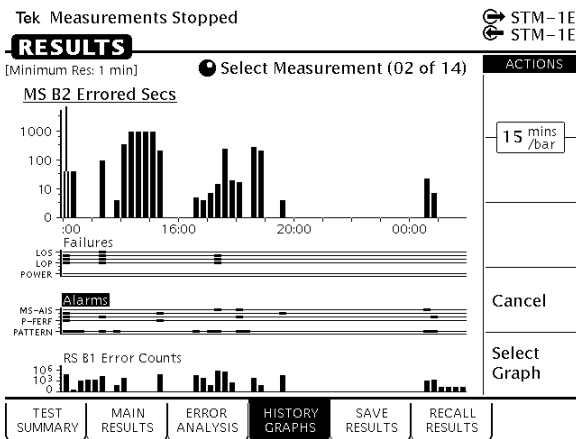 Tek Measurements Stopped
STM-1E
STM-1E
RESULTS
[Minimum Res: 1 min]
Select Measurement (02 of 14)
ACTIONS
MS B2 Errored Secs
1000
100
10
0
:00 16:00 20:00 00:00
15 mins /bar
Failures
LOS
LOP
POWER
Alarms
MS-AIS
P-FERF
PATTERN
Cancel
RS B1 Error Counts
10⁶
10³
0
Select
Graph
TEST SUMMARY
MAIN RESULTS
ERROR ANALYSIS
HISTORY GRAPHS
SAVE RESULTS
RECALL RESULTS